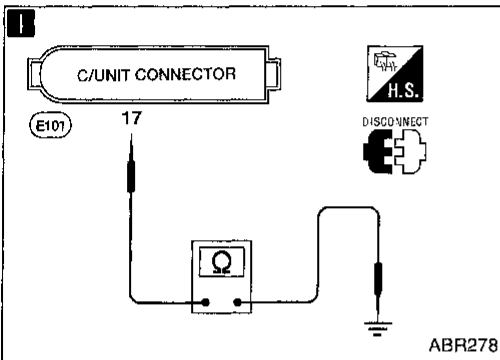 I
C/UNIT CONNECTOR
H.S.
E101
17
DISCONNECT
Ω
ABR278